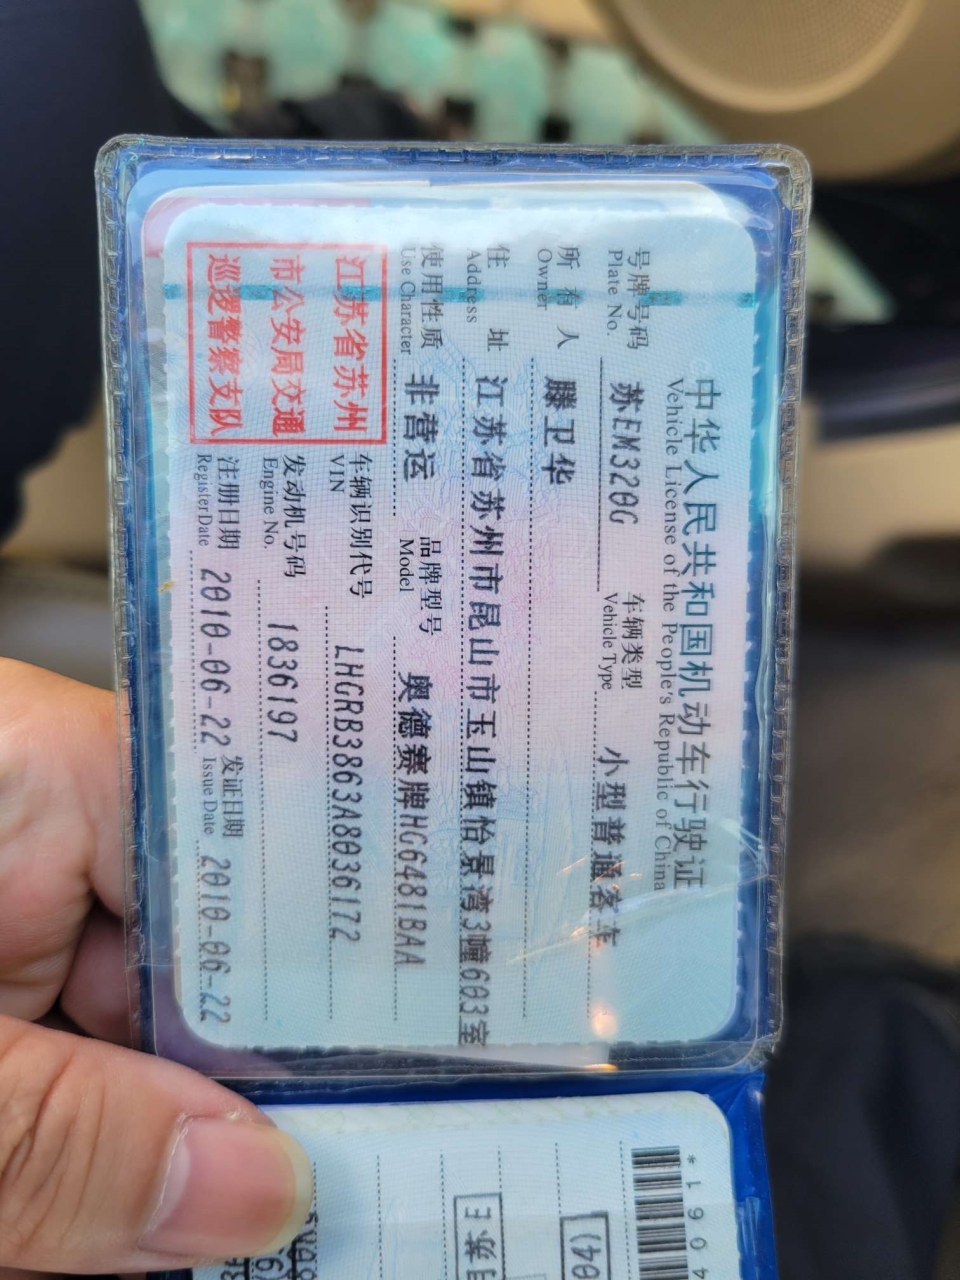 中华人民共和国机动车行驶证
Vehicle License of the People's Republic of China
号牌号码 苏EM320G 车辆类型 小型普通客车
Plate No. Vehicle Type
所有人 滕卫华
Owner
住址 江苏省苏州市昆山市玉山镇怡景湾3幢603室
Address
使用性质 非营运 品牌型号 奥德赛牌HG6481BAA
Use Character Model
江苏省苏州
市公安局交通
巡逻警察支队
车辆识别代号 LHGRB3863A8036172
VIN
发动机号码 1836197
Engine No.
注册日期 2010-06-22 发证日期 2010-06-22
Register Date Issue Date
*1904